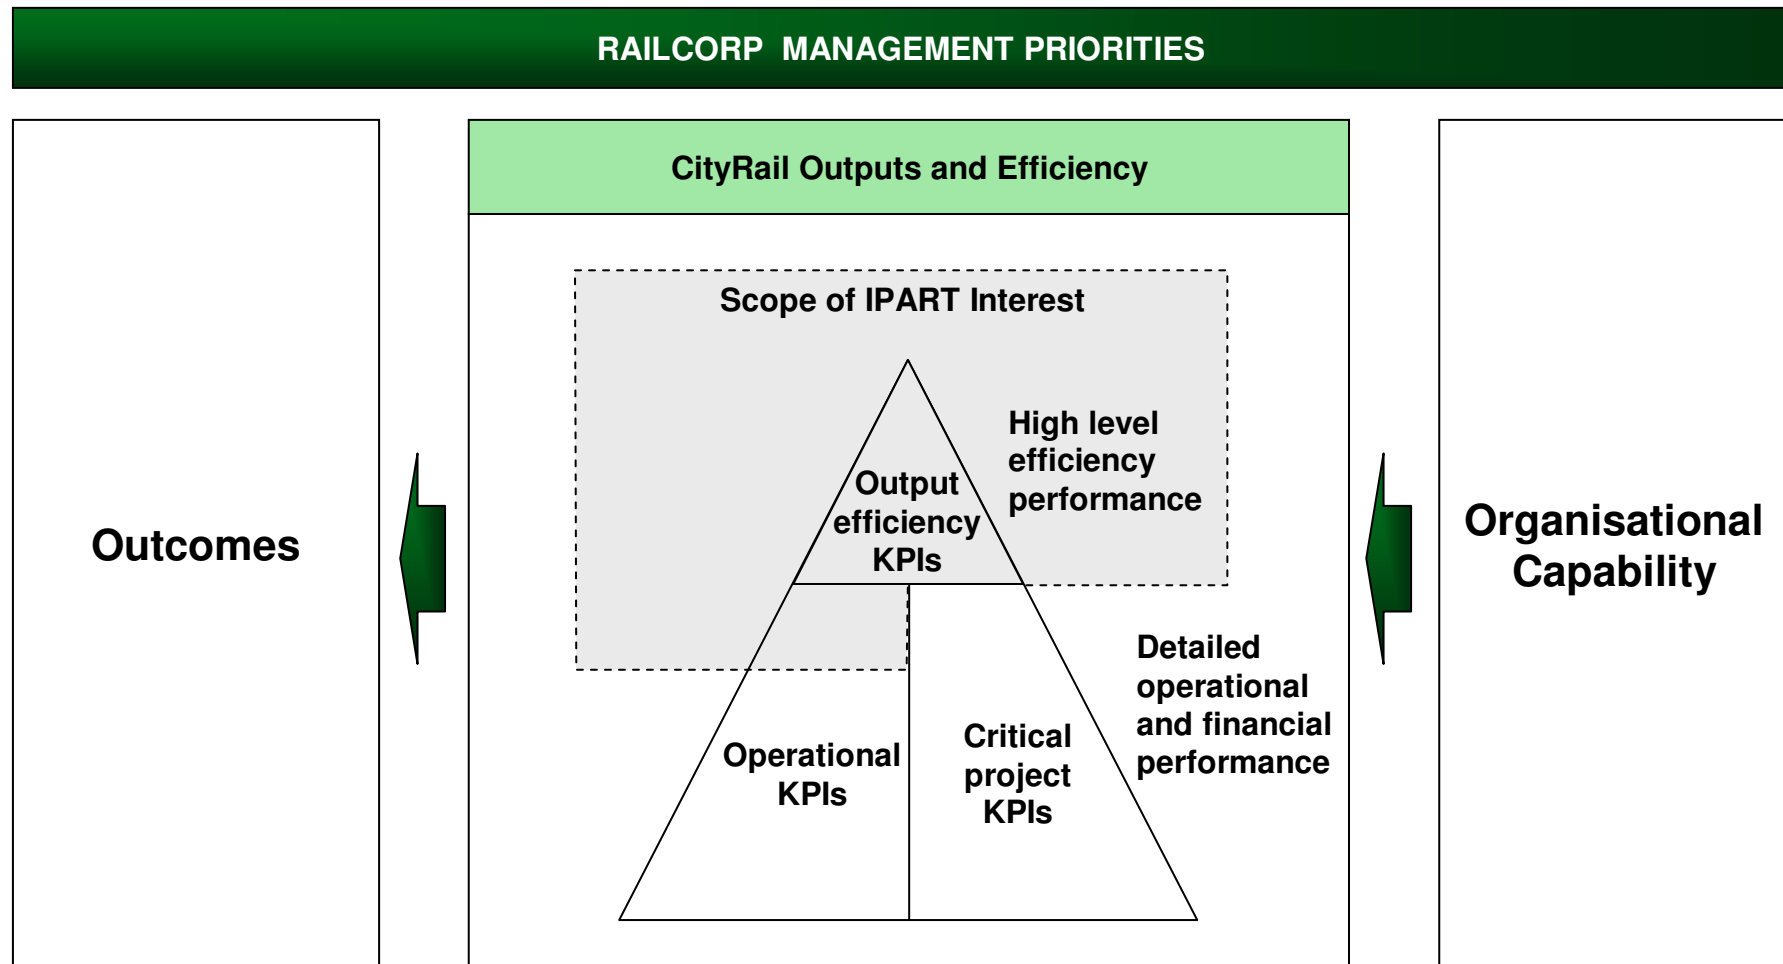 RAILCORP MANAGEMENT PRIORITIES
CityRail Outputs and Efficiency
Scope of IPART Interest
High level
efficiency
performance
Output
efficiency
KPIs
Outcomes
Organisational
Capability
Detailed
operational
and financial
performance
Operational
KPIs
Critical
project
KPIs